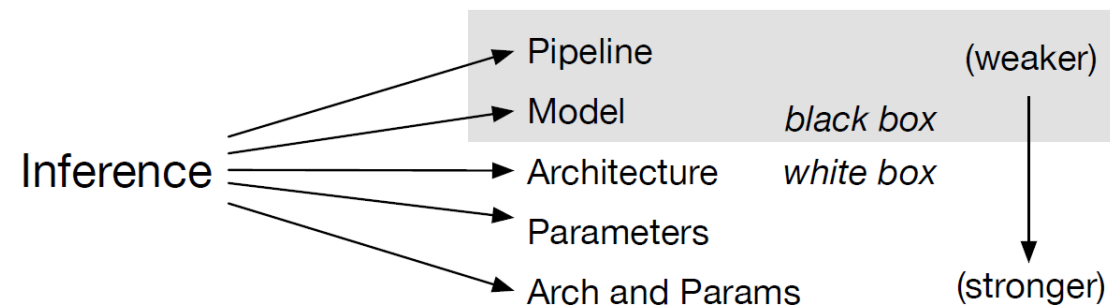 Pipeline (weaker)
Model black box
Inference Architecture white box
Parameters
Arch and Params (stronger)